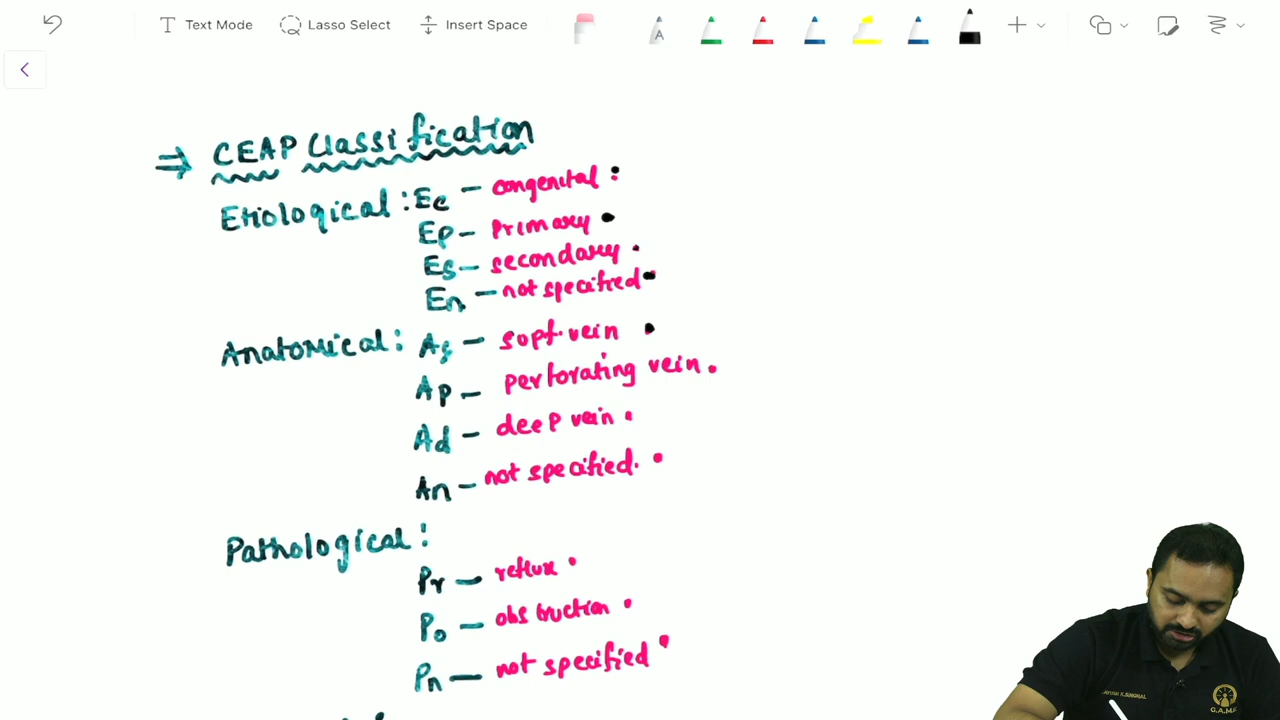 Text Mode Lasso Select Insert Space
⇒ CEAP Classification
Etiological : Ec – congenital :
Ep – Primary •
Es – secondary •
En – not specified •
Anatomical : As – supf. vein •
Ap – perforating vein •
Ad – deep vein •
An – not specified. •
Pathological :
Pr – reflux •
Po – obstruction •
Pn – not specified •
G.A.M.S